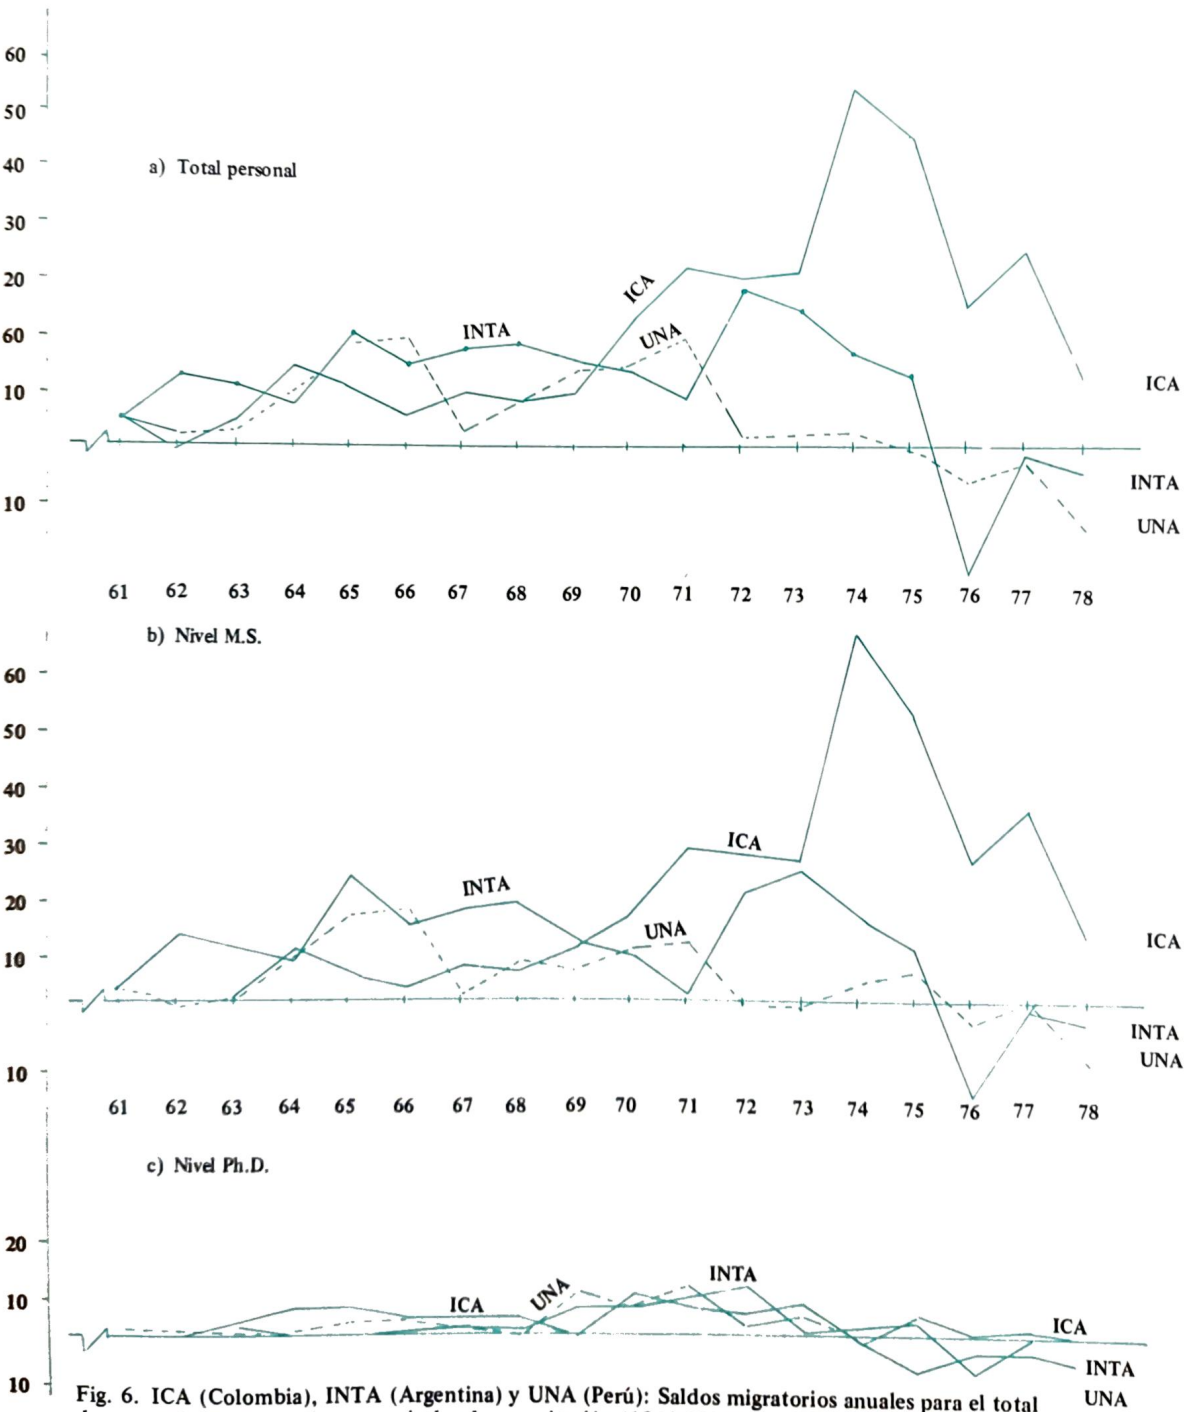 60
50
40
a) Total personal
30
20
ICA
60
INTA
UNA
10
ICA
INTA
10
UNA
61 62 63 64 65 66 67 68 69 70 71 72 73 74 75 76 77 78
b) Nivel M.S.
60
50
40
30
ICA
20
INTA
UNA
10
ICA
INTA
UNA
10
61 62 63 64 65 66 67 68 69 70 71 72 73 74 75 76 77 78
c) Nivel Ph.D.
20
INTA
10
ICA
UNA
ICA
INTA
10
UNA
Fig. 6. ICA (Colombia), INTA (Argentina) y UNA (Perú): Saldos migratorios anuales para el total